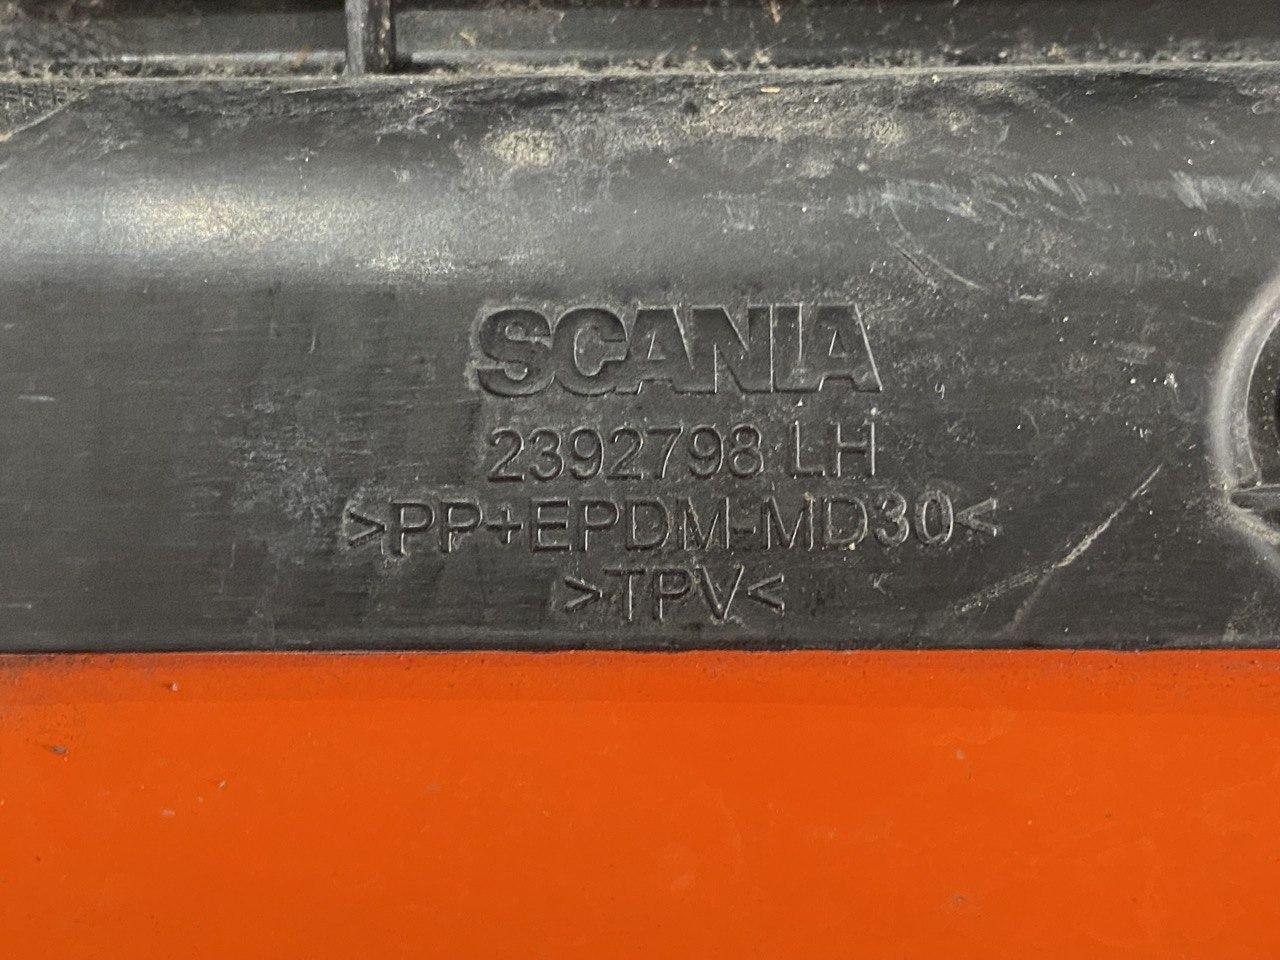 SCANIA
2392798 LH
>PP+EPDM-MD30<
>TPV<